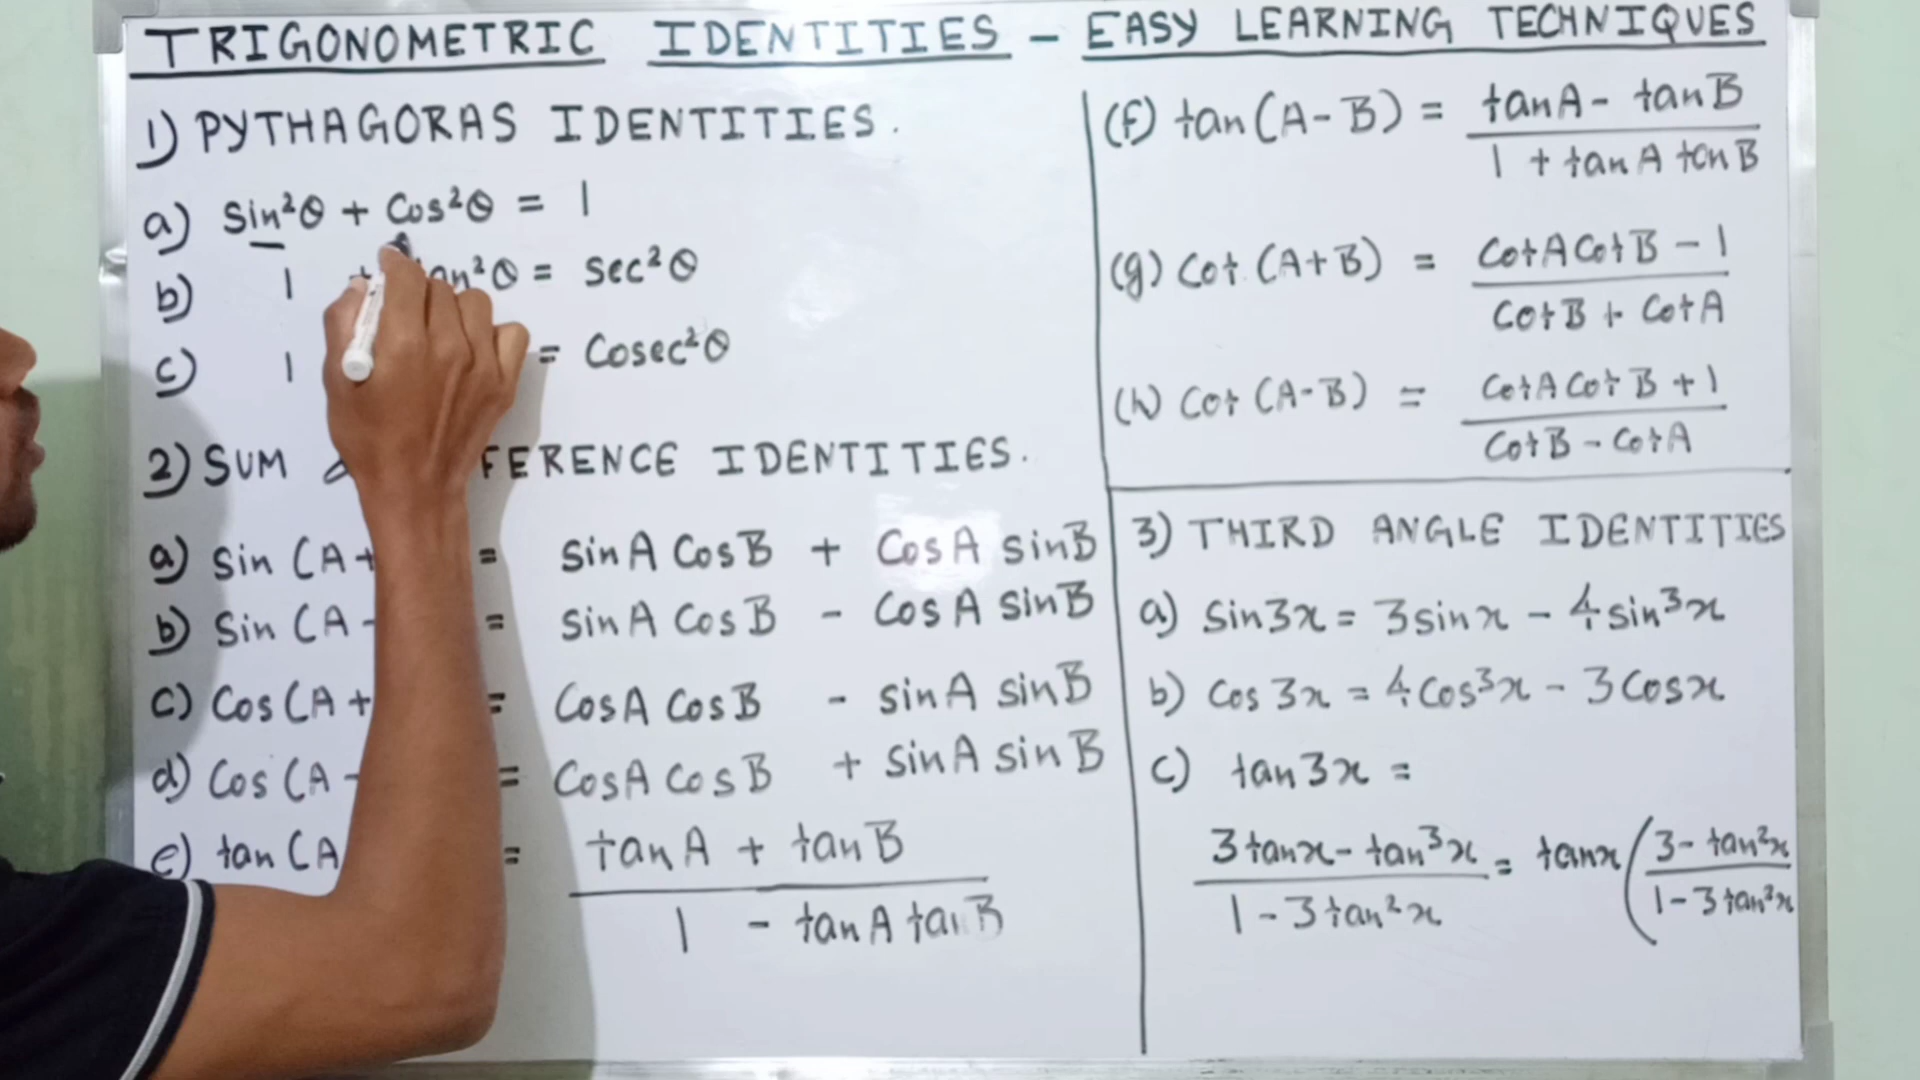 TRIGONOMETRIC IDENTITIES - EASY LEARNING TECHNIQUES
1) PYTHAGORAS IDENTITIES.
a) sin²θ + Cos²θ = 1
b) 1 + tan²θ = sec²θ
c) 1 = Cosec²θ
2) SUM & FERENCE IDENTITIES.
a) sin (A+ = sinA CosB + CosA sinB
b) sin (A- = sinA CosB - CosA sinB
c) Cos (A+ = CosA CosB - sinA sinB
d) Cos (A- = CosA CosB + sinA sinB
e) tan (A = tanA + tanB
1 - tanA tanB
(f) tan (A-B) = tanA - tanB
1 + tanA tanB
(g) Cot (A+B) = CotA CotB - 1
CotB + CotA
(h) Cot (A-B) = CotA CotB + 1
CotB - CotA
3) THIRD ANGLE IDENTITIES
a) sin3x = 3sinx - 4sin³x
b) Cos 3x = 4Cos³x - 3Cosx
c) tan3x =
3tanx - tan³x = tanx (3 - tan²x
1 - 3tan²x 1 - 3tan²x